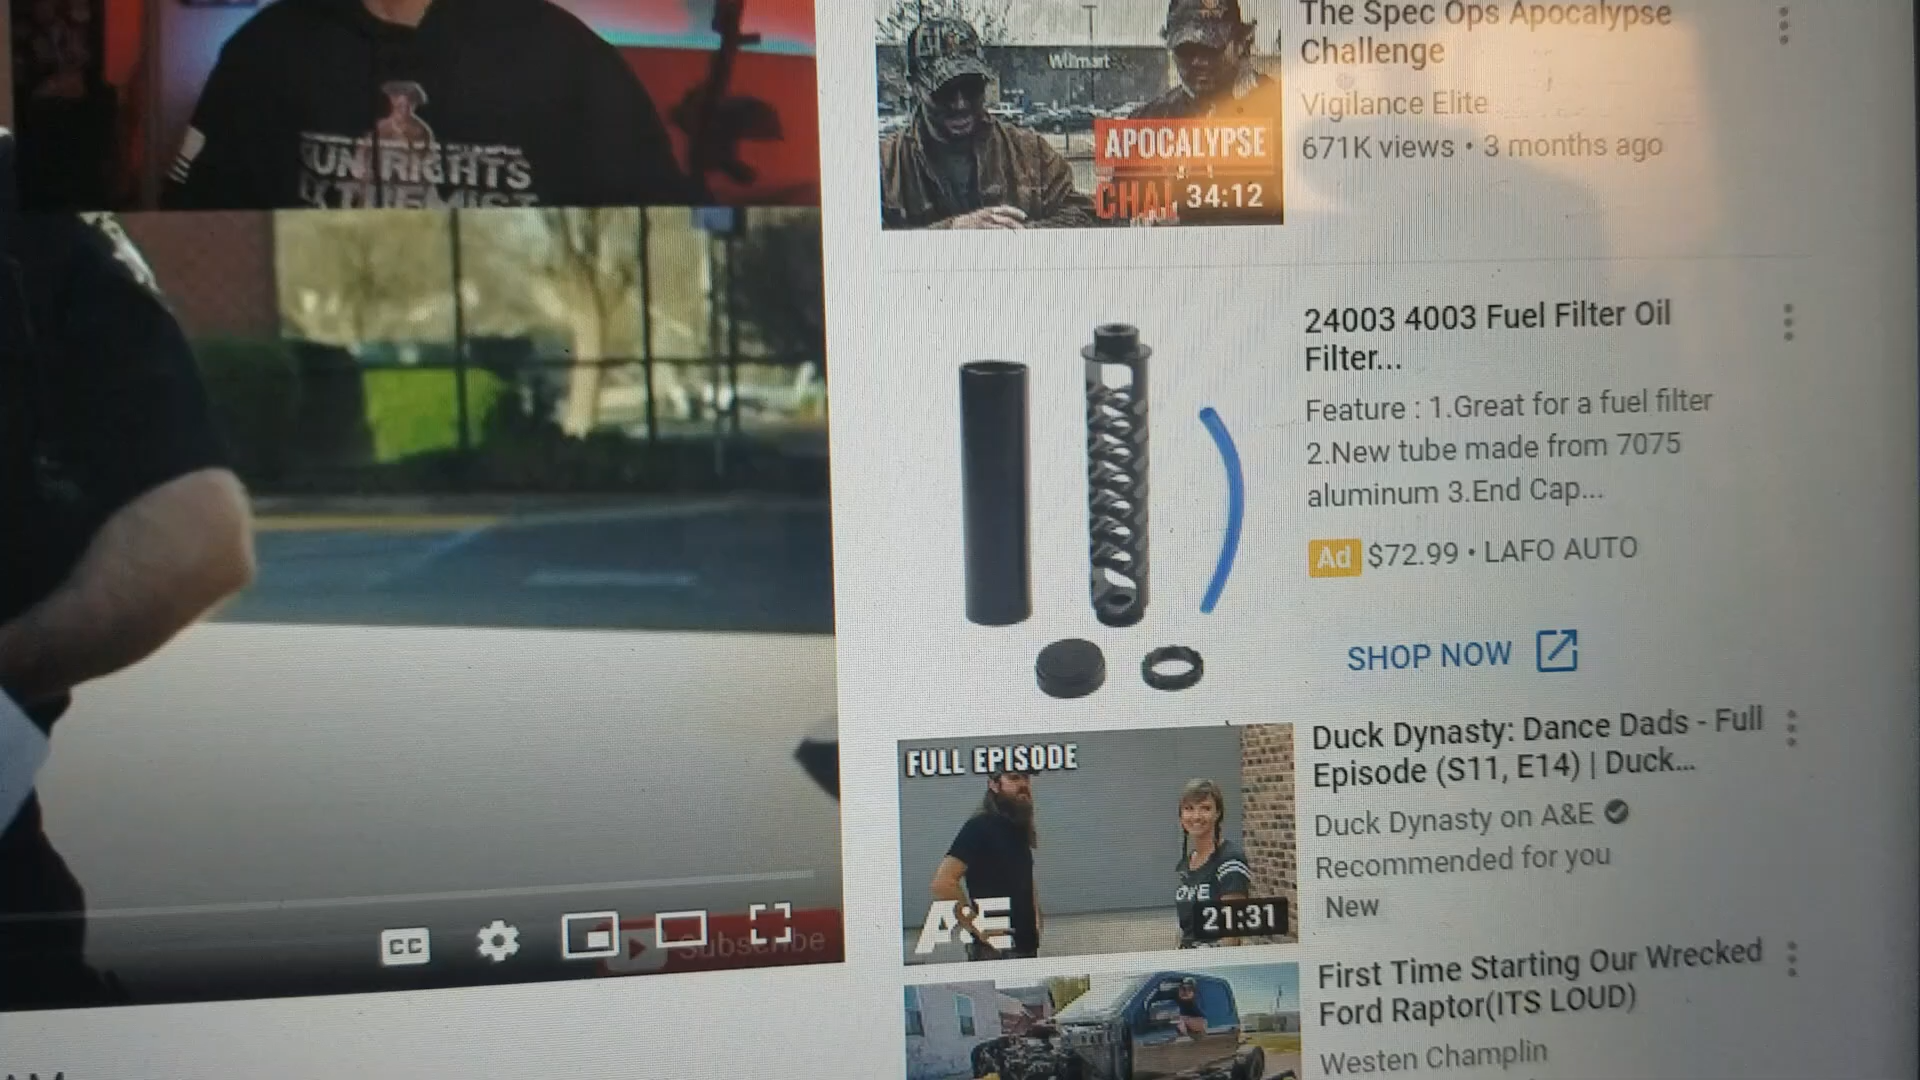 The Spec Ops Apocalypse
Challenge
Vigilance Elite
671K views • 3 months ago
APOCALYPSE
34:12
RIGHTS
24003 4003 Fuel Filter Oil
Filter...
Feature : 1.Great for a fuel filter
2.New tube made from 7075
aluminum 3.End Cap...
Ad $72.99 • LAFO AUTO
SHOP NOW
FULL EPISODE
A&E
21:31
Duck Dynasty: Dance Dads - Full
Episode (S11, E14) | Duck...
Duck Dynasty on A&E
Recommended for you
New
CC
Subscribe
First Time Starting Our Wrecked
Ford Raptor(ITS LOUD)
Westen Champlin